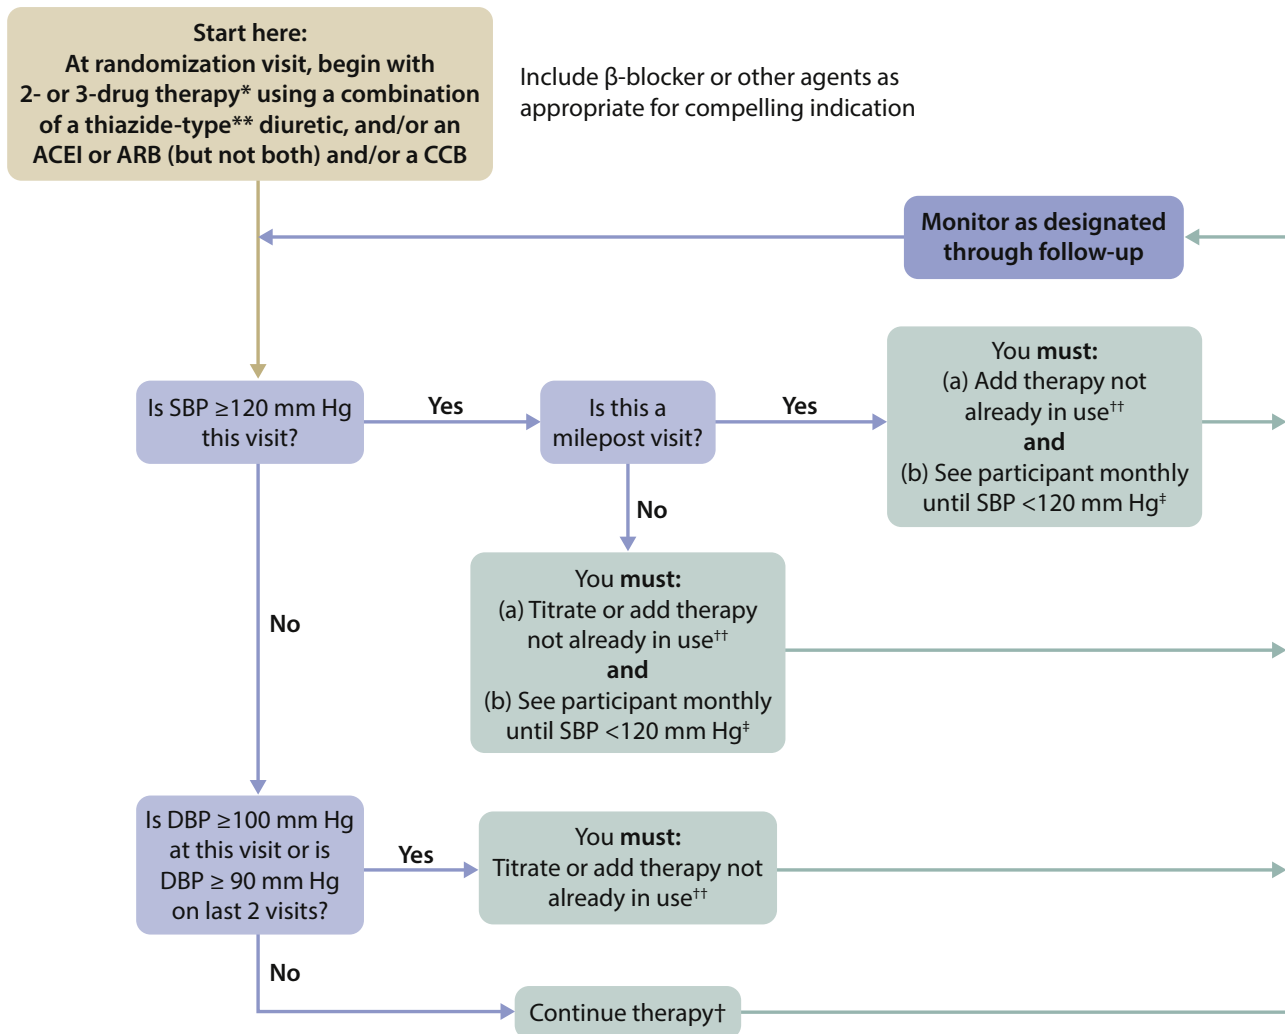 Start here:
At randomization visit, begin with
2- or 3-drug therapy* using a combination
of a thiazide-type** diuretic, and/or an
ACEI or ARB (but not both) and/or a CCB
Include β-blocker or other agents as
appropriate for compelling indication
Monitor as designated
through follow-up
Is SBP ≥120 mm Hg
this visit?
Yes
Is this a
milepost visit?
Yes
You must:
(a) Add therapy not
already in use††
and
(b) See participant monthly
until SBP <120 mm Hg‡
No
You must:
(a) Titrate or add therapy
not already in use††
and
(b) See participant monthly
until SBP <120 mm Hg‡
No
Is DBP ≥100 mm Hg
at this visit or is
DBP ≥ 90 mm Hg
on last 2 visits?
Yes
You must:
Titrate or add therapy not
already in use††
No
Continue therapy†